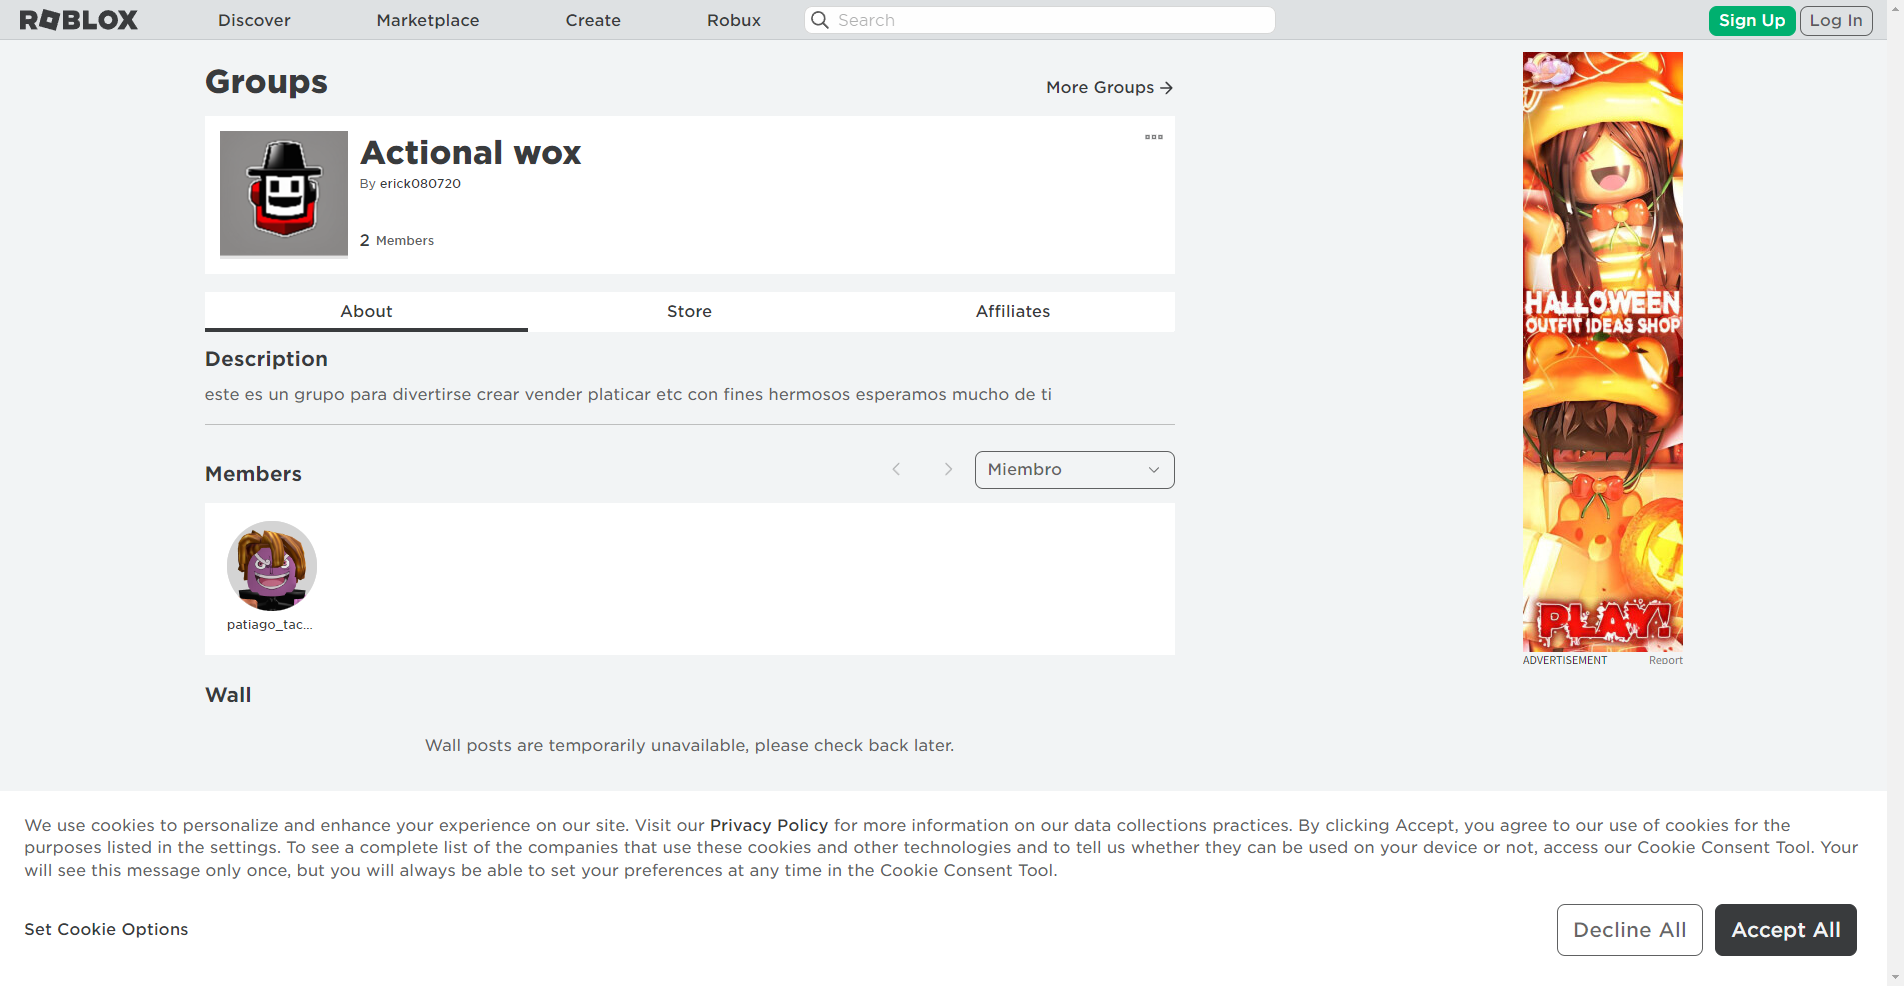 ROBLOX Discover Marketplace Create Robux Search Sign Up Log In
Groups
More Groups
Actional wox
By erick080720
2 Members
About Store Affiliates
Description
este es un grupo para divertirse crear vender platicar etc con fines hermosos esperamos mucho de ti
Members
Miembro
patiago_tac...
Wall
Wall posts are temporarily unavailable, please check back later.
HALLOWEEN
OUTFIT IDEAS SHOP
PLAY!
ADVERTISEMENT Report
We use cookies to personalize and enhance your experience on our site. Visit our Privacy Policy for more information on our data collections practices. By clicking Accept, you agree to our use of cookies for the
purposes listed in the settings. To see a complete list of the companies that use these cookies and other technologies and to tell us whether they can be used on your device or not, access our Cookie Consent Tool. Your
will see this message only once, but you will always be able to set your preferences at any time in the Cookie Consent Tool.
Set Cookie Options
Decline All
Accept All